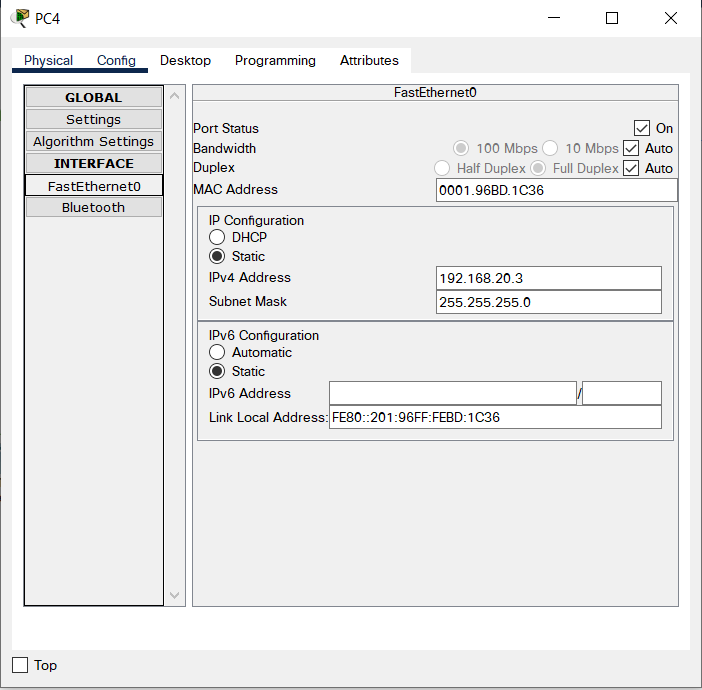 PC4
Physical Config Desktop Programming Attributes
GLOBAL
Settings
Algorithm Settings
INTERFACE
FastEthernet0
Bluetooth
FastEthernet0
Port Status On
Bandwidth 100 Mbps 10 Mbps Auto
Duplex Half Duplex Full Duplex Auto
MAC Address 0001.96BD.1C36
IP Configuration
DHCP
Static
IPv4 Address 192.168.20.3
Subnet Mask 255.255.255.0
IPv6 Configuration
Automatic
Static
IPv6 Address /
Link Local Address: FE80::201:96FF:FEBD:1C36
Top